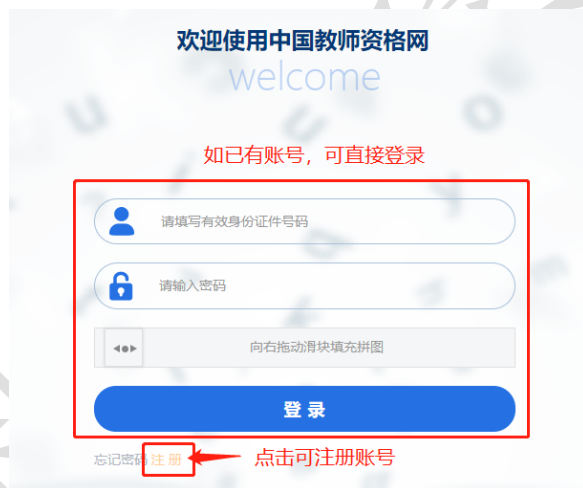 欢迎使用中国教师资格网
welcome
如已有账号，可直接登录
请填写有效身份证件号码
请输入密码
向右拖动滑块填充拼图
登 录
忘记密码 注 册 点击可注册账号